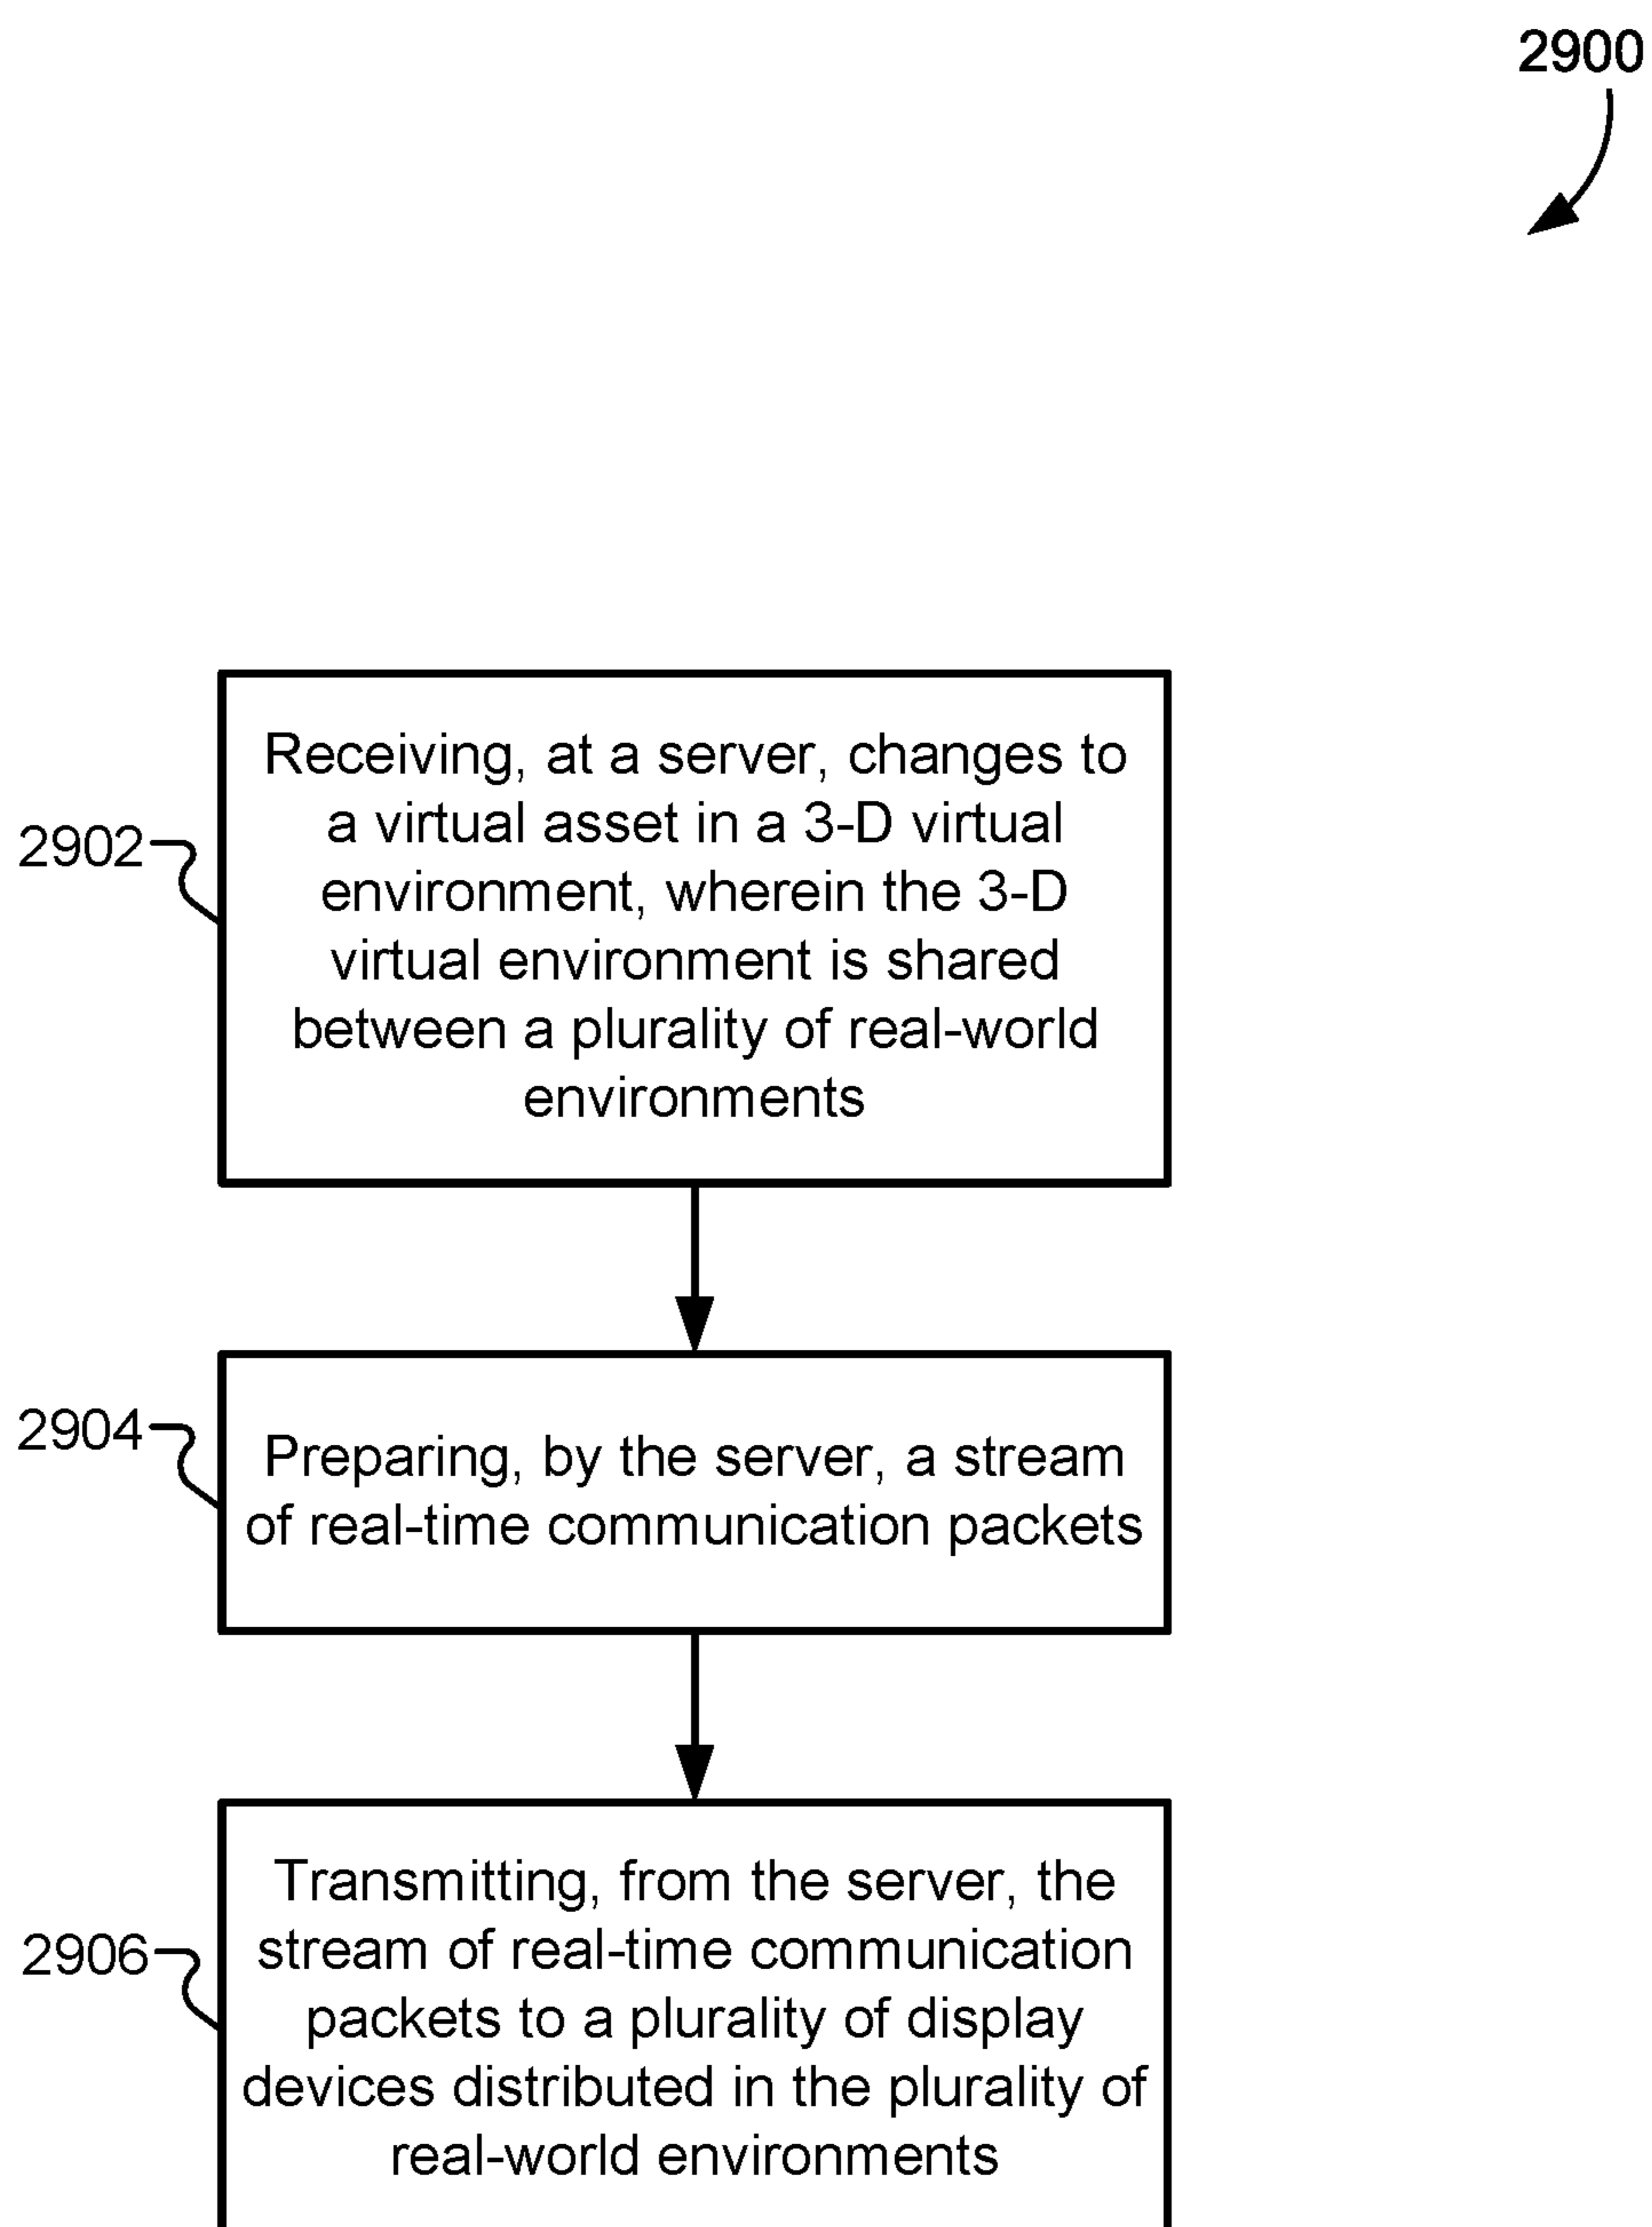 2900
Receiving, at a server, changes to
a virtual asset in a 3-D virtual
environment, wherein the 3-D
virtual environment is shared
between a plurality of real-world
environments
2902
2904
Preparing, by the server, a stream
of real-time communication packets
Transmitting, from the server, the
stream of real-time communication
packets to a plurality of display
devices distributed in the plurality of
real-world environments
2906